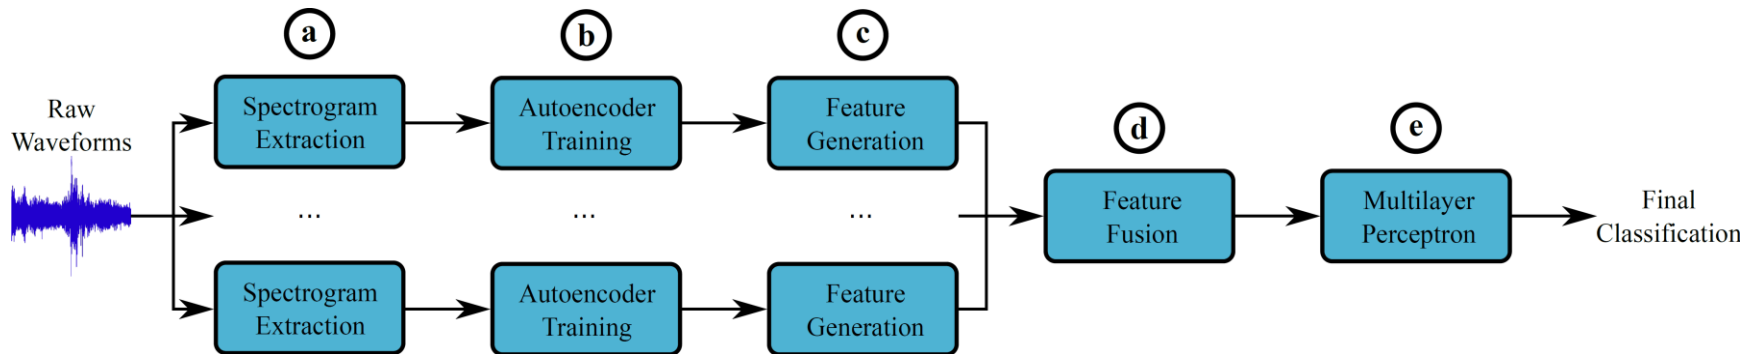 a
b
c
Raw
Waveforms
Spectrogram
Extraction
Autoencoder
Training
Feature
Generation
d
e
...
...
...
Feature
Fusion
Multilayer
Perceptron
Final
Classification
Spectrogram
Extraction
Autoencoder
Training
Feature
Generation